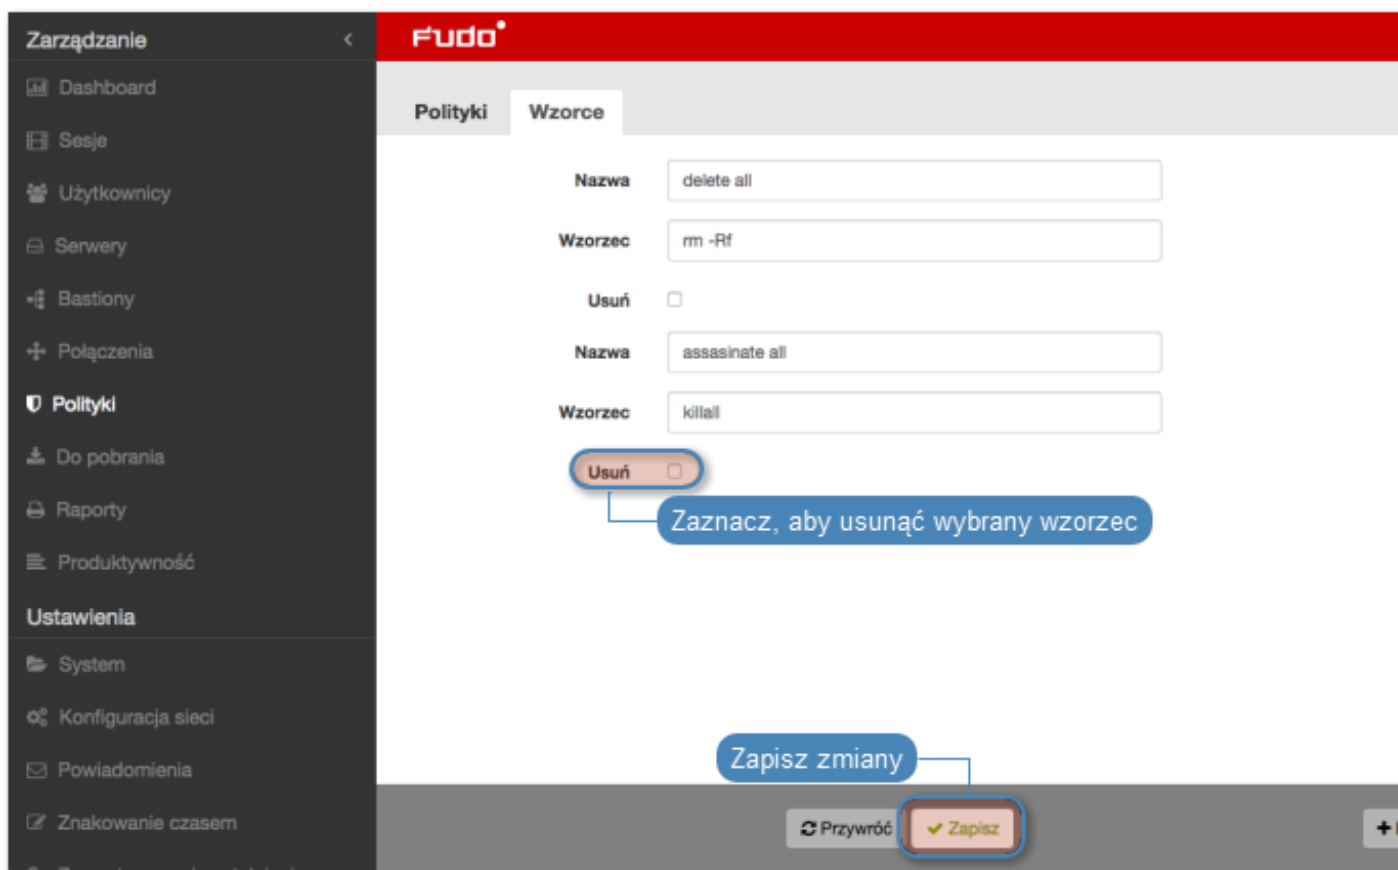 Zarządzanie
Dashboard
Sesje
Użytkownicy
Serwery
Bastiony
Połączenia
Polityki
Do pobrania
Raporty
Produktywność
Ustawienia
System
Konfiguracja sieci
Powiadomienia
Znakowanie czasem
FUDO
Polityki Wzorce
Nazwa delete all
Wzorzec rm -Rf
Usuń
Nazwa assasinate all
Wzorzec killall
Usuń
Zaznacz, aby usunąć wybrany wzorzec
Zapisz zmiany
Przywróć Zapisz